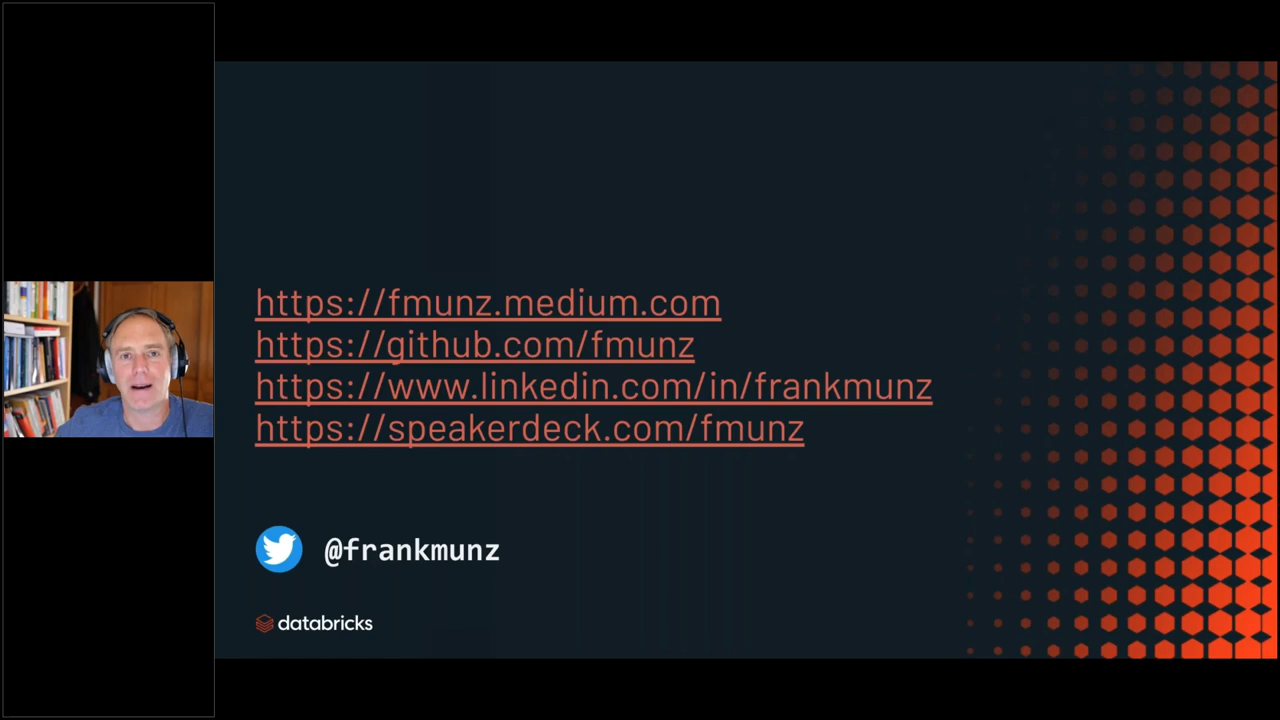 https://fmunz.medium.com
https://github.com/fmunz
https://www.linkedin.com/in/frankmunz
https://speakerdeck.com/fmunz
@frankmunz
databricks